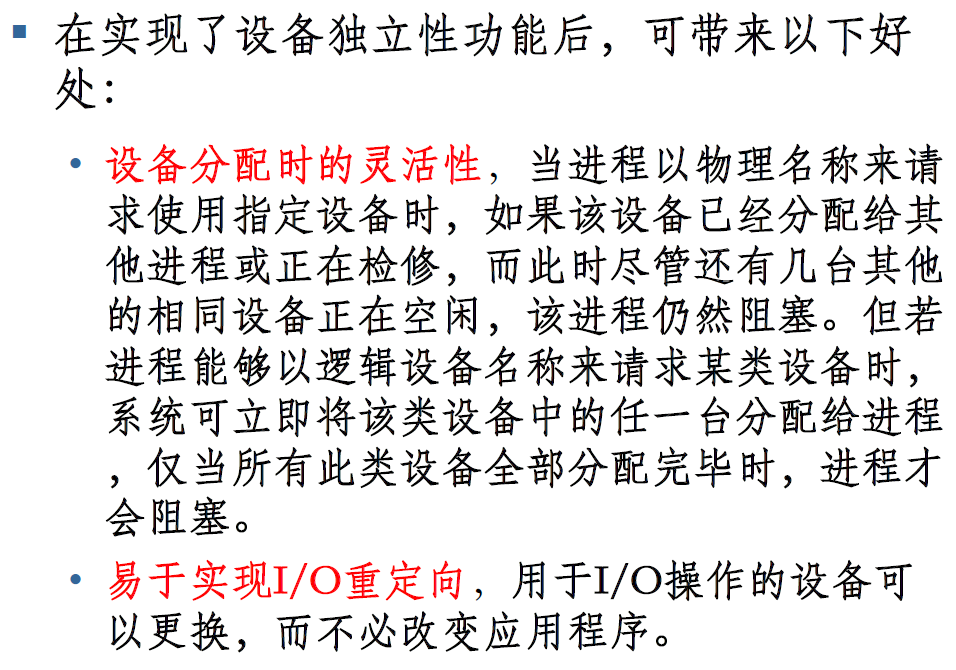 ▪ 在实现了设备独立性功能后，可带来以下好
处：
• 设备分配时的灵活性，当进程以物理名称来请
求使用指定设备时，如果该设备已经分配给其
他进程或正在检修，而此时尽管还有几台其他
的相同设备正在空闲，该进程仍然阻塞。但若
进程能够以逻辑设备名称来请求某类设备时，
系统可立即将该类设备中的任一台分配给进程
，仅当所有此类设备全部分配完毕时，进程才
会阻塞。
• 易于实现I/O重定向，用于I/O操作的设备可
以更换，而不必改变应用程序。